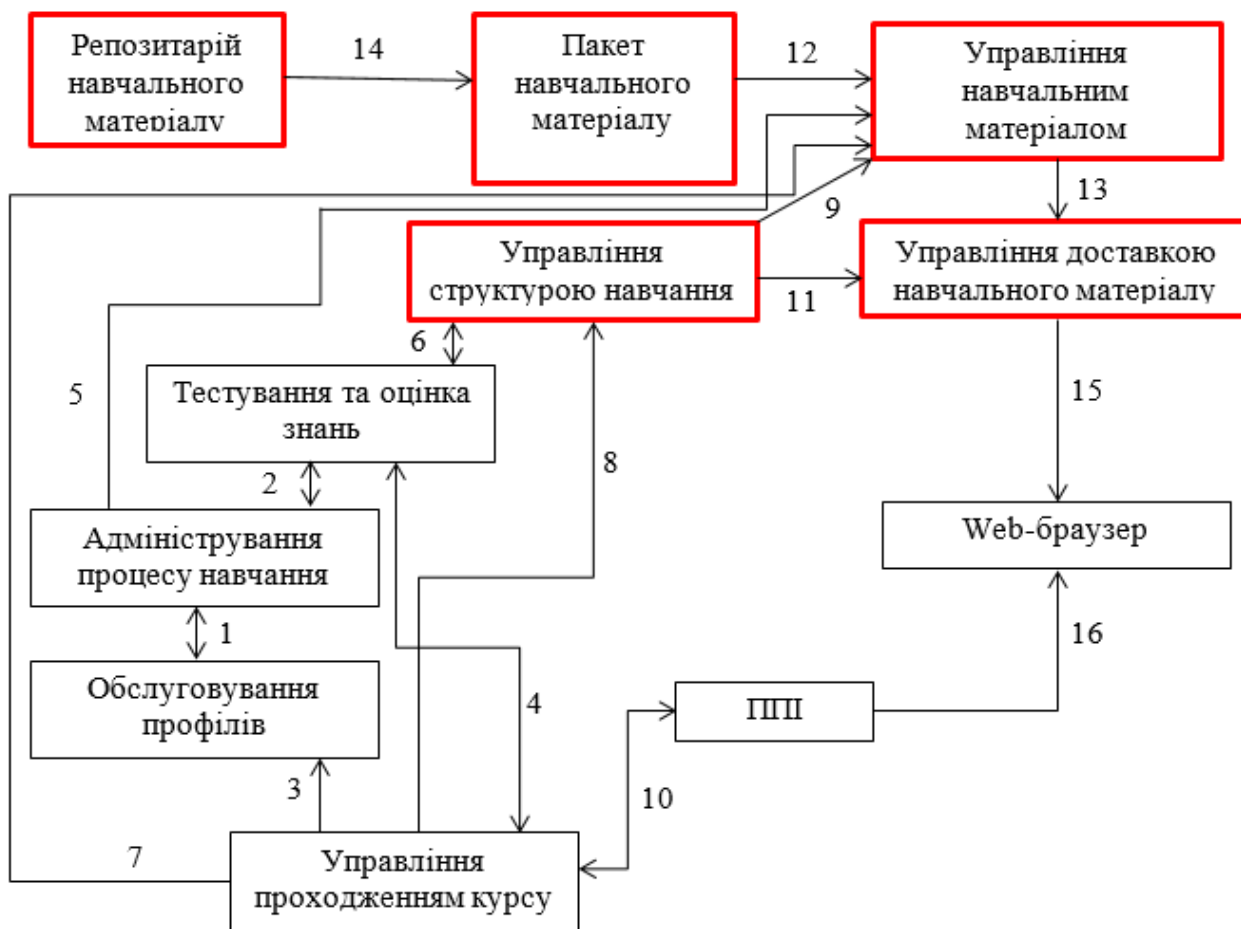 Репозитарій
навчального
матеріалу
14
Пакет
навчального
матеріалу
12
Управління
навчальним
матеріалом
9
13
Управління
структурою навчання
11
Управління доставкою
навчального матеріалу
6
5
Тестування та оцінка
знань
8
15
2
Адміністрування
процесу навчання
Web-браузер
1
16
Обслуговування
профілів
4
ППІ
3
10
7
Управління
проходженням курсу